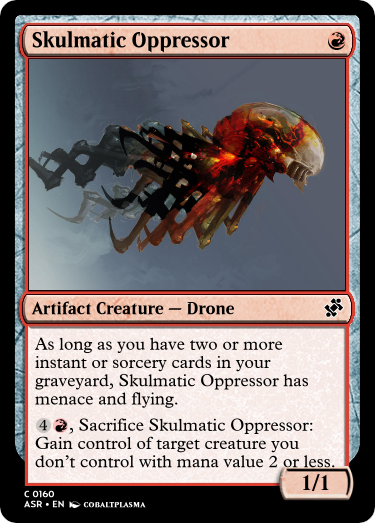 Skulmatic Oppressor
Artifact Creature — Drone
As long as you have two or more
instant or sorcery cards in your
graveyard, Skulmatic Oppressor has
menace and flying.
4, Sacrifice Skulmatic Oppressor:
Gain control of target creature you
don't control with mana value 2 or less.
1/1
C 0160
ASR • EN COBALTPLASMA